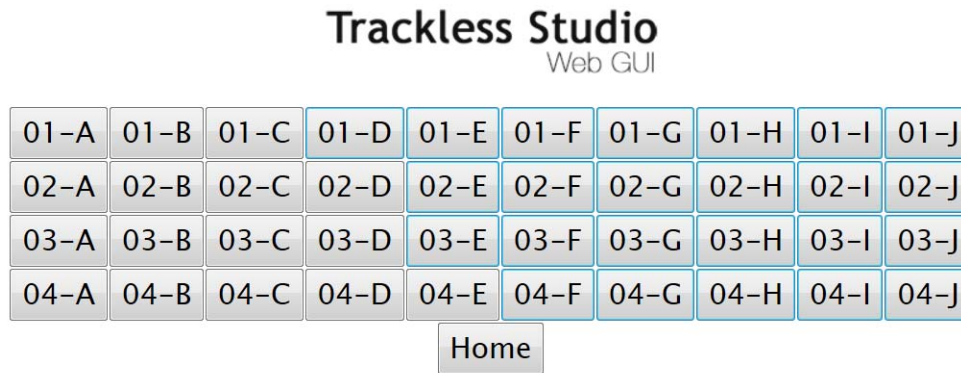 Trackless Studio
Web GUI
01-A 01-B 01-C 01-D 01-E 01-F 01-G 01-H 01-I 01-J
02-A 02-B 02-C 02-D 02-E 02-F 02-G 02-H 02-I 02-J
03-A 03-B 03-C 03-D 03-E 03-F 03-G 03-H 03-I 03-J
04-A 04-B 04-C 04-D 04-E 04-F 04-G 04-H 04-I 04-J
Home